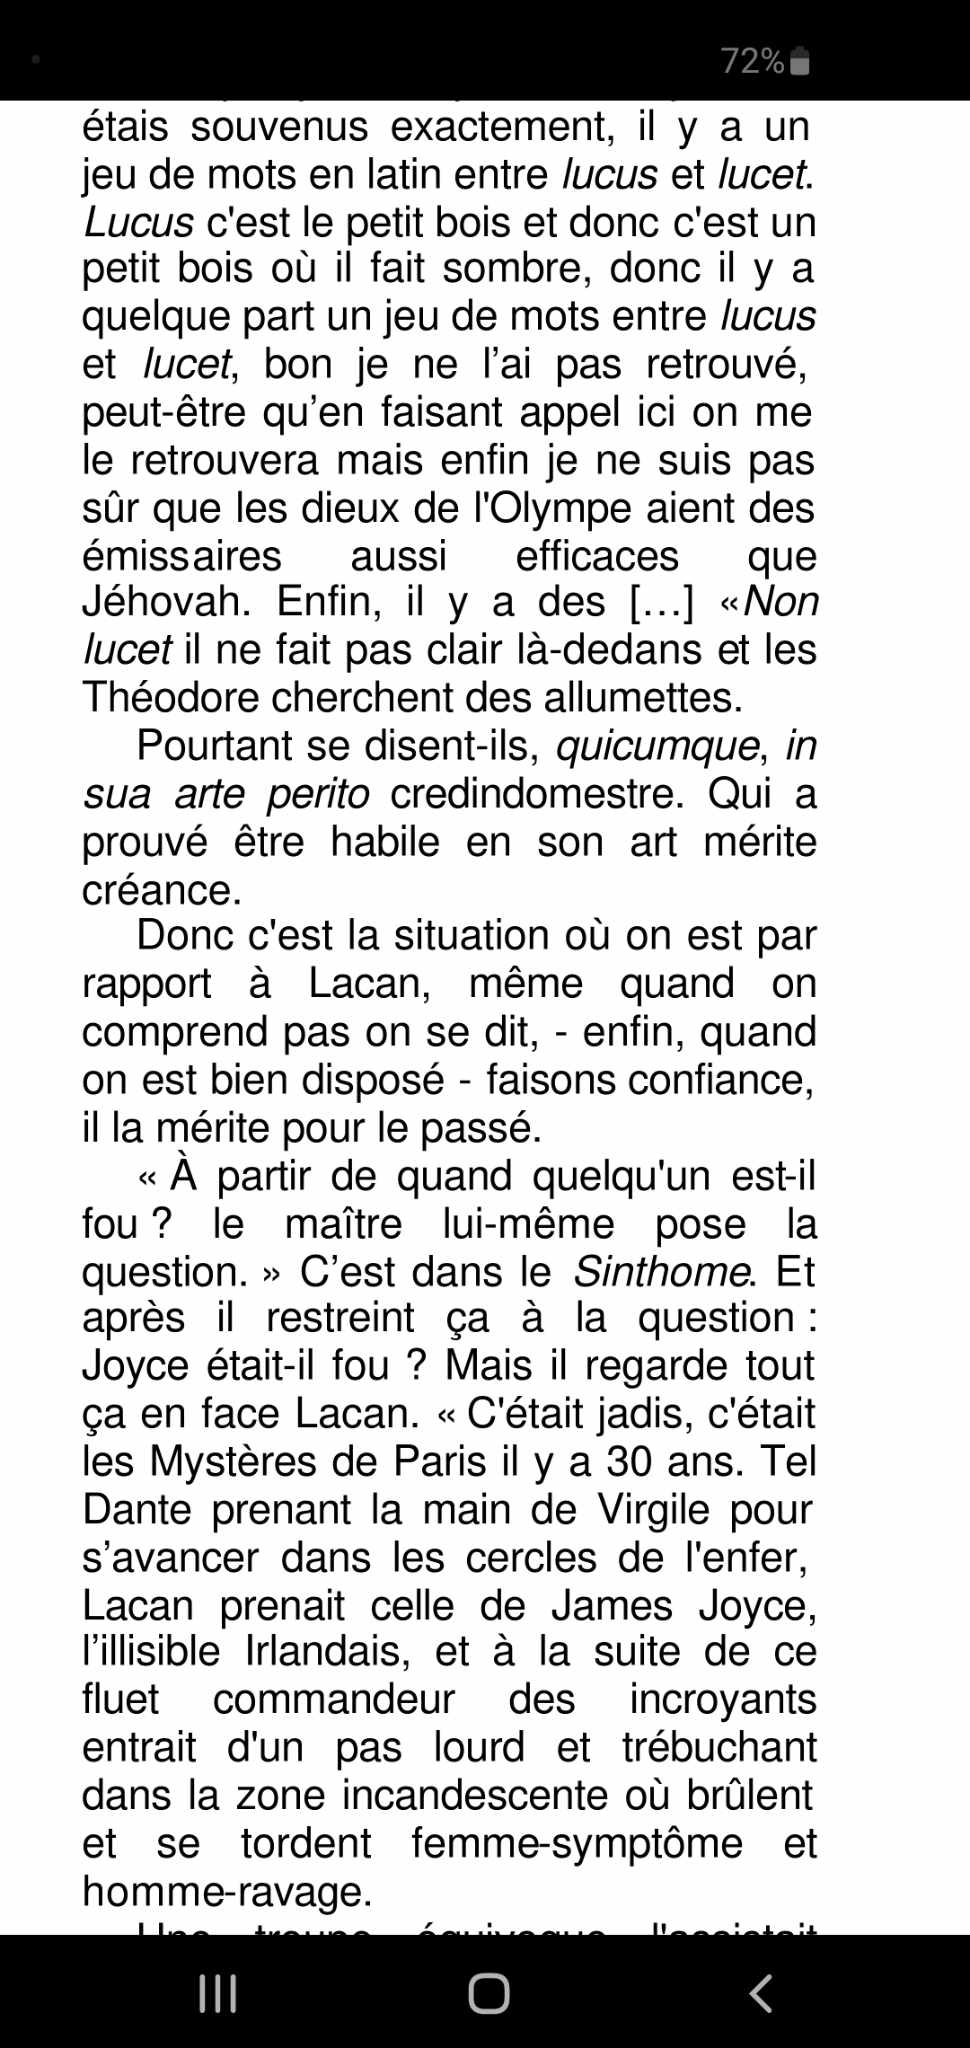 72%
étais souvenus exactement, il y a un
jeu de mots en latin entre lucus et lucet.
Lucus c'est le petit bois et donc c'est un
petit bois où il fait sombre, donc il y a
quelque part un jeu de mots entre lucus
et lucet, bon je ne l’ai pas retrouvé,
peut-être qu’en faisant appel ici on me
le retrouvera mais enfin je ne suis pas
sûr que les dieux de l'Olympe aient des
émissaires aussi efficaces que
Jéhovah. Enfin, il y a des […] «Non
lucet il ne fait pas clair là-dedans et les
Théodore cherchent des allumettes.
Pourtant se disent-ils, quicumque, in
sua arte perito credindomestre. Qui a
prouvé être habile en son art mérite
créance.
Donc c'est la situation où on est par
rapport à Lacan, même quand on
comprend pas on se dit, - enfin, quand
on est bien disposé - faisons confiance,
il la mérite pour le passé.
« À partir de quand quelqu'un est-il
fou ? le maître lui-même pose la
question. » C’est dans le Sinthome. Et
après il restreint ça à la question :
Joyce était-il fou ? Mais il regarde tout
ça en face Lacan. « C'était jadis, c'était
les Mystères de Paris il y a 30 ans. Tel
Dante prenant la main de Virgile pour
s’avancer dans les cercles de l'enfer,
Lacan prenait celle de James Joyce,
l’illisible Irlandais, et à la suite de ce
fluet commandeur des incroyants
entrait d'un pas lourd et trébuchant
dans la zone incandescente où brûlent
et se tordent femme-symptôme et
homme-ravage.
Une troupe équivoque l'assistait